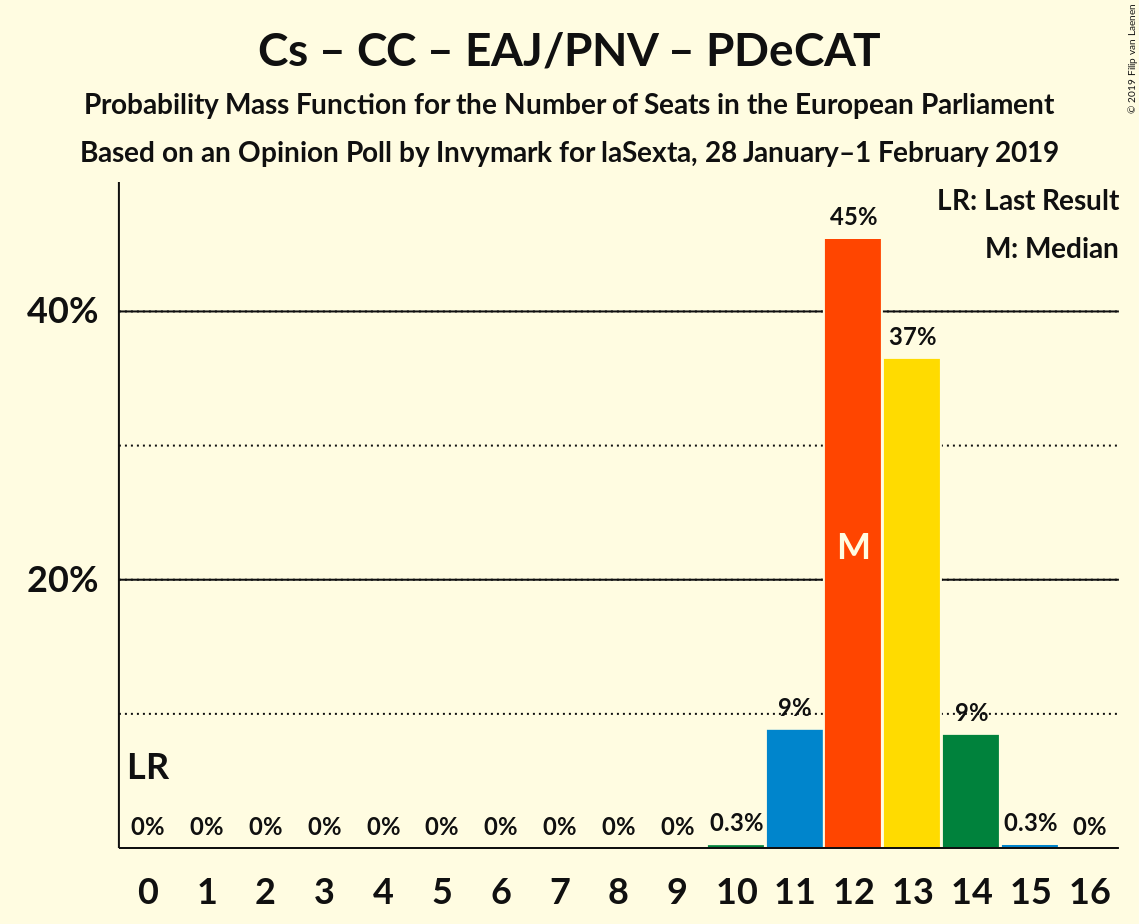 Cs – CC – EAJ/PNV – PDeCAT
Probability Mass Function for the Number of Seats in the European Parliament
Based on an Opinion Poll by Invymark for laSexta, 28 January–1 February 2019
© 2019 Filip van Laenen
LR: Last Result
M: Median
45%
40%
37%
M
20%
9%
9%
LR
0% 0% 0% 0% 0% 0% 0% 0% 0% 0% 0.3% 0.3% 0%
0 1 2 3 4 5 6 7 8 9 10 11 12 13 14 15 16